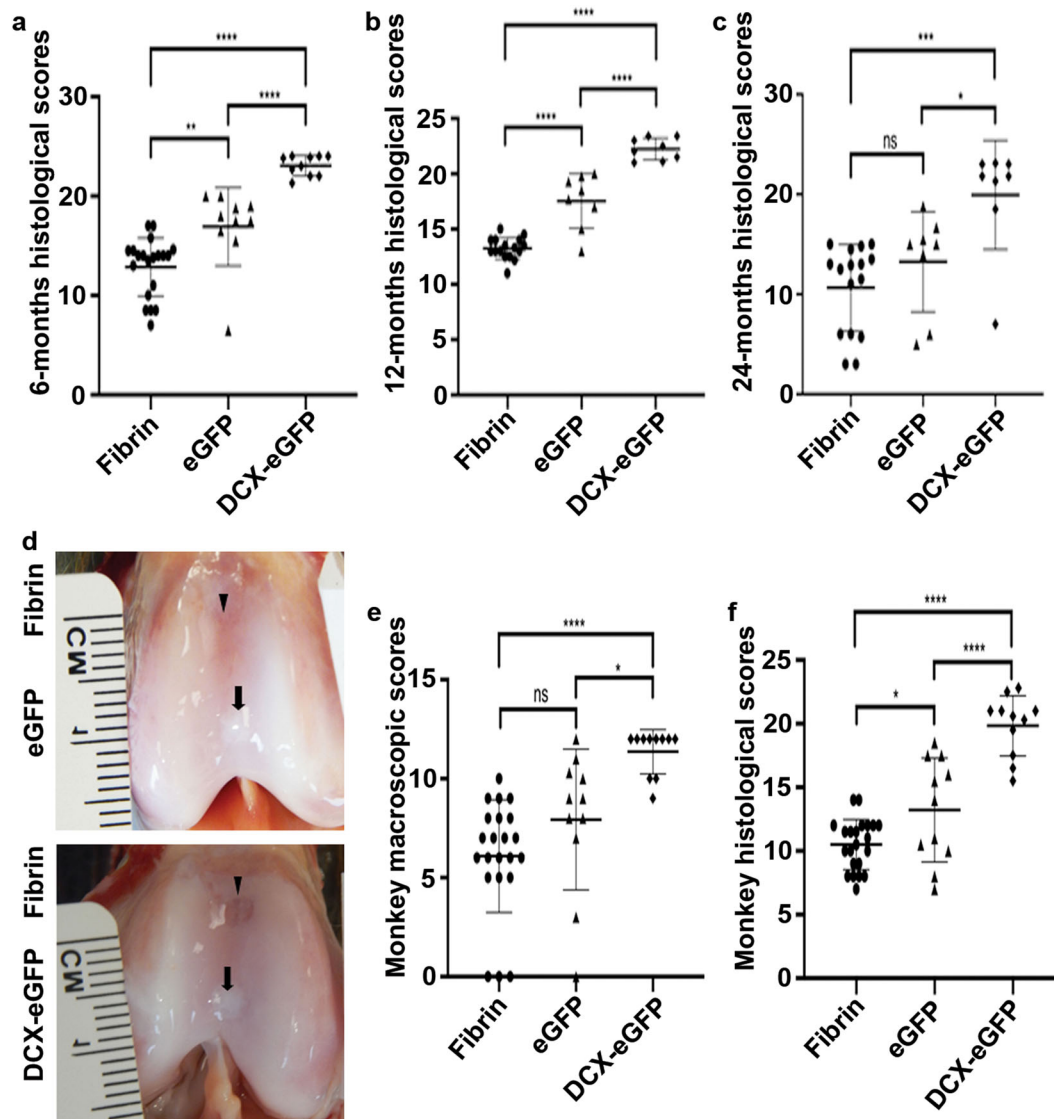 a
6-months histological scores
30
20
10
0
****
**
****
Fibrin
eGFP
DCX-eGFP
b
12-months histological scores
25
20
15
10
5
0
****
****
****
Fibrin
eGFP
DCX-eGFP
c
24-months histological scores
30
20
10
0
***
*
ns
Fibrin
eGFP
DCX-eGFP
d
Fibrin
eGFP
CM
1
Fibrin
DCX-eGFP
CM
1
e
Monkey macroscopic scores
15
10
5
0
****
*
ns
Fibrin
eGFP
DCX-eGFP
f
Monkey histological scores
25
20
15
10
5
0
****
****
*
Fibrin
eGFP
DCX-eGFP